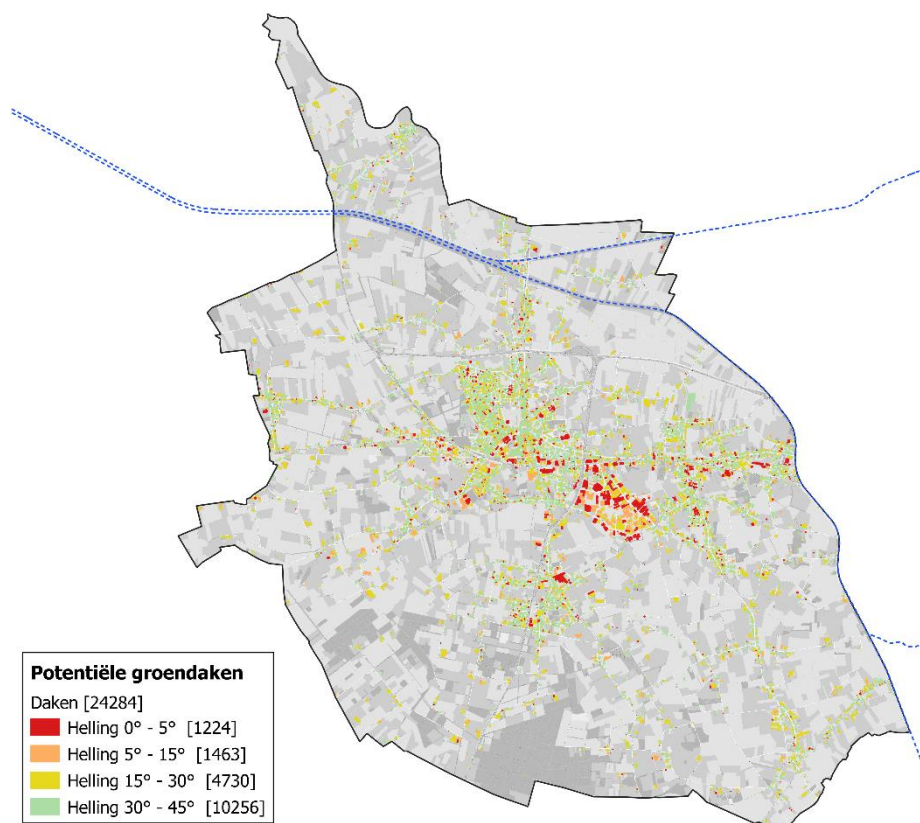 Potentiële groendaken
Daken [24284]
Helling 0° - 5° [1224]
Helling 5° - 15° [1463]
Helling 15° - 30° [4730]
Helling 30° - 45° [10256]